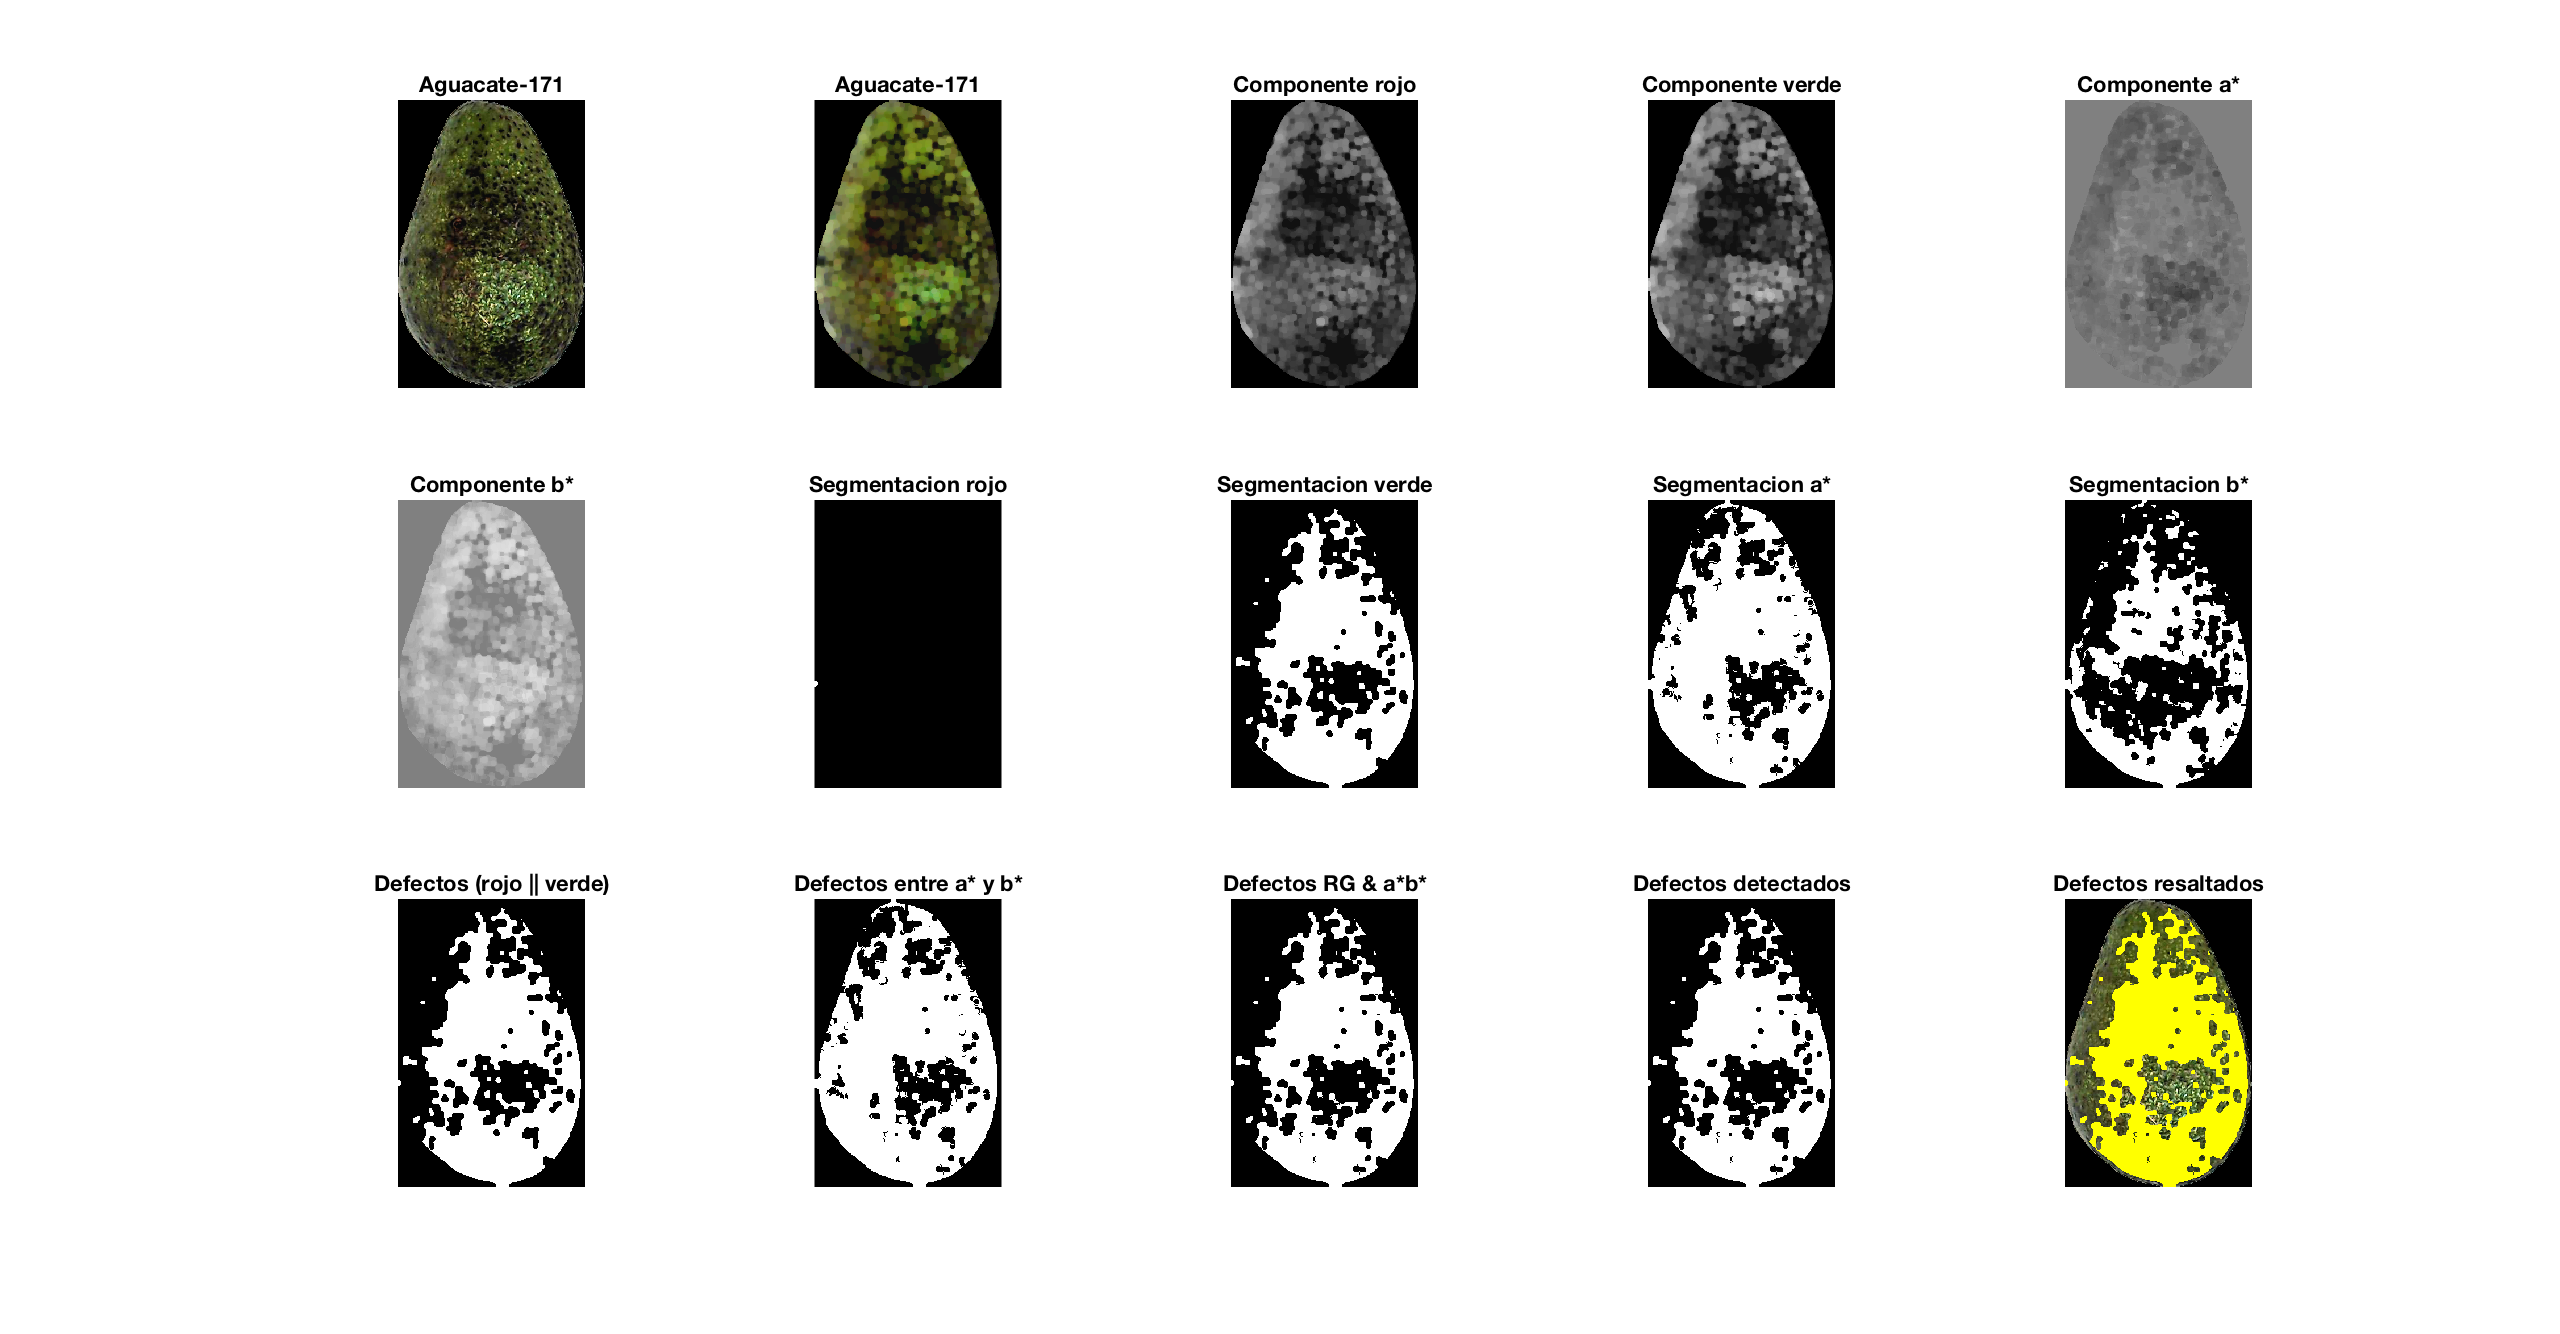 Aguacate-171
Aguacate-171
Componente rojo
Componente verde
Componente a*
Componente b*
Segmentacion rojo
Segmentacion verde
Segmentacion a*
Segmentacion b*
Defectos (rojo || verde)
Defectos entre a* y b*
Defectos RG & a*b*
Defectos detectados
Defectos resaltados